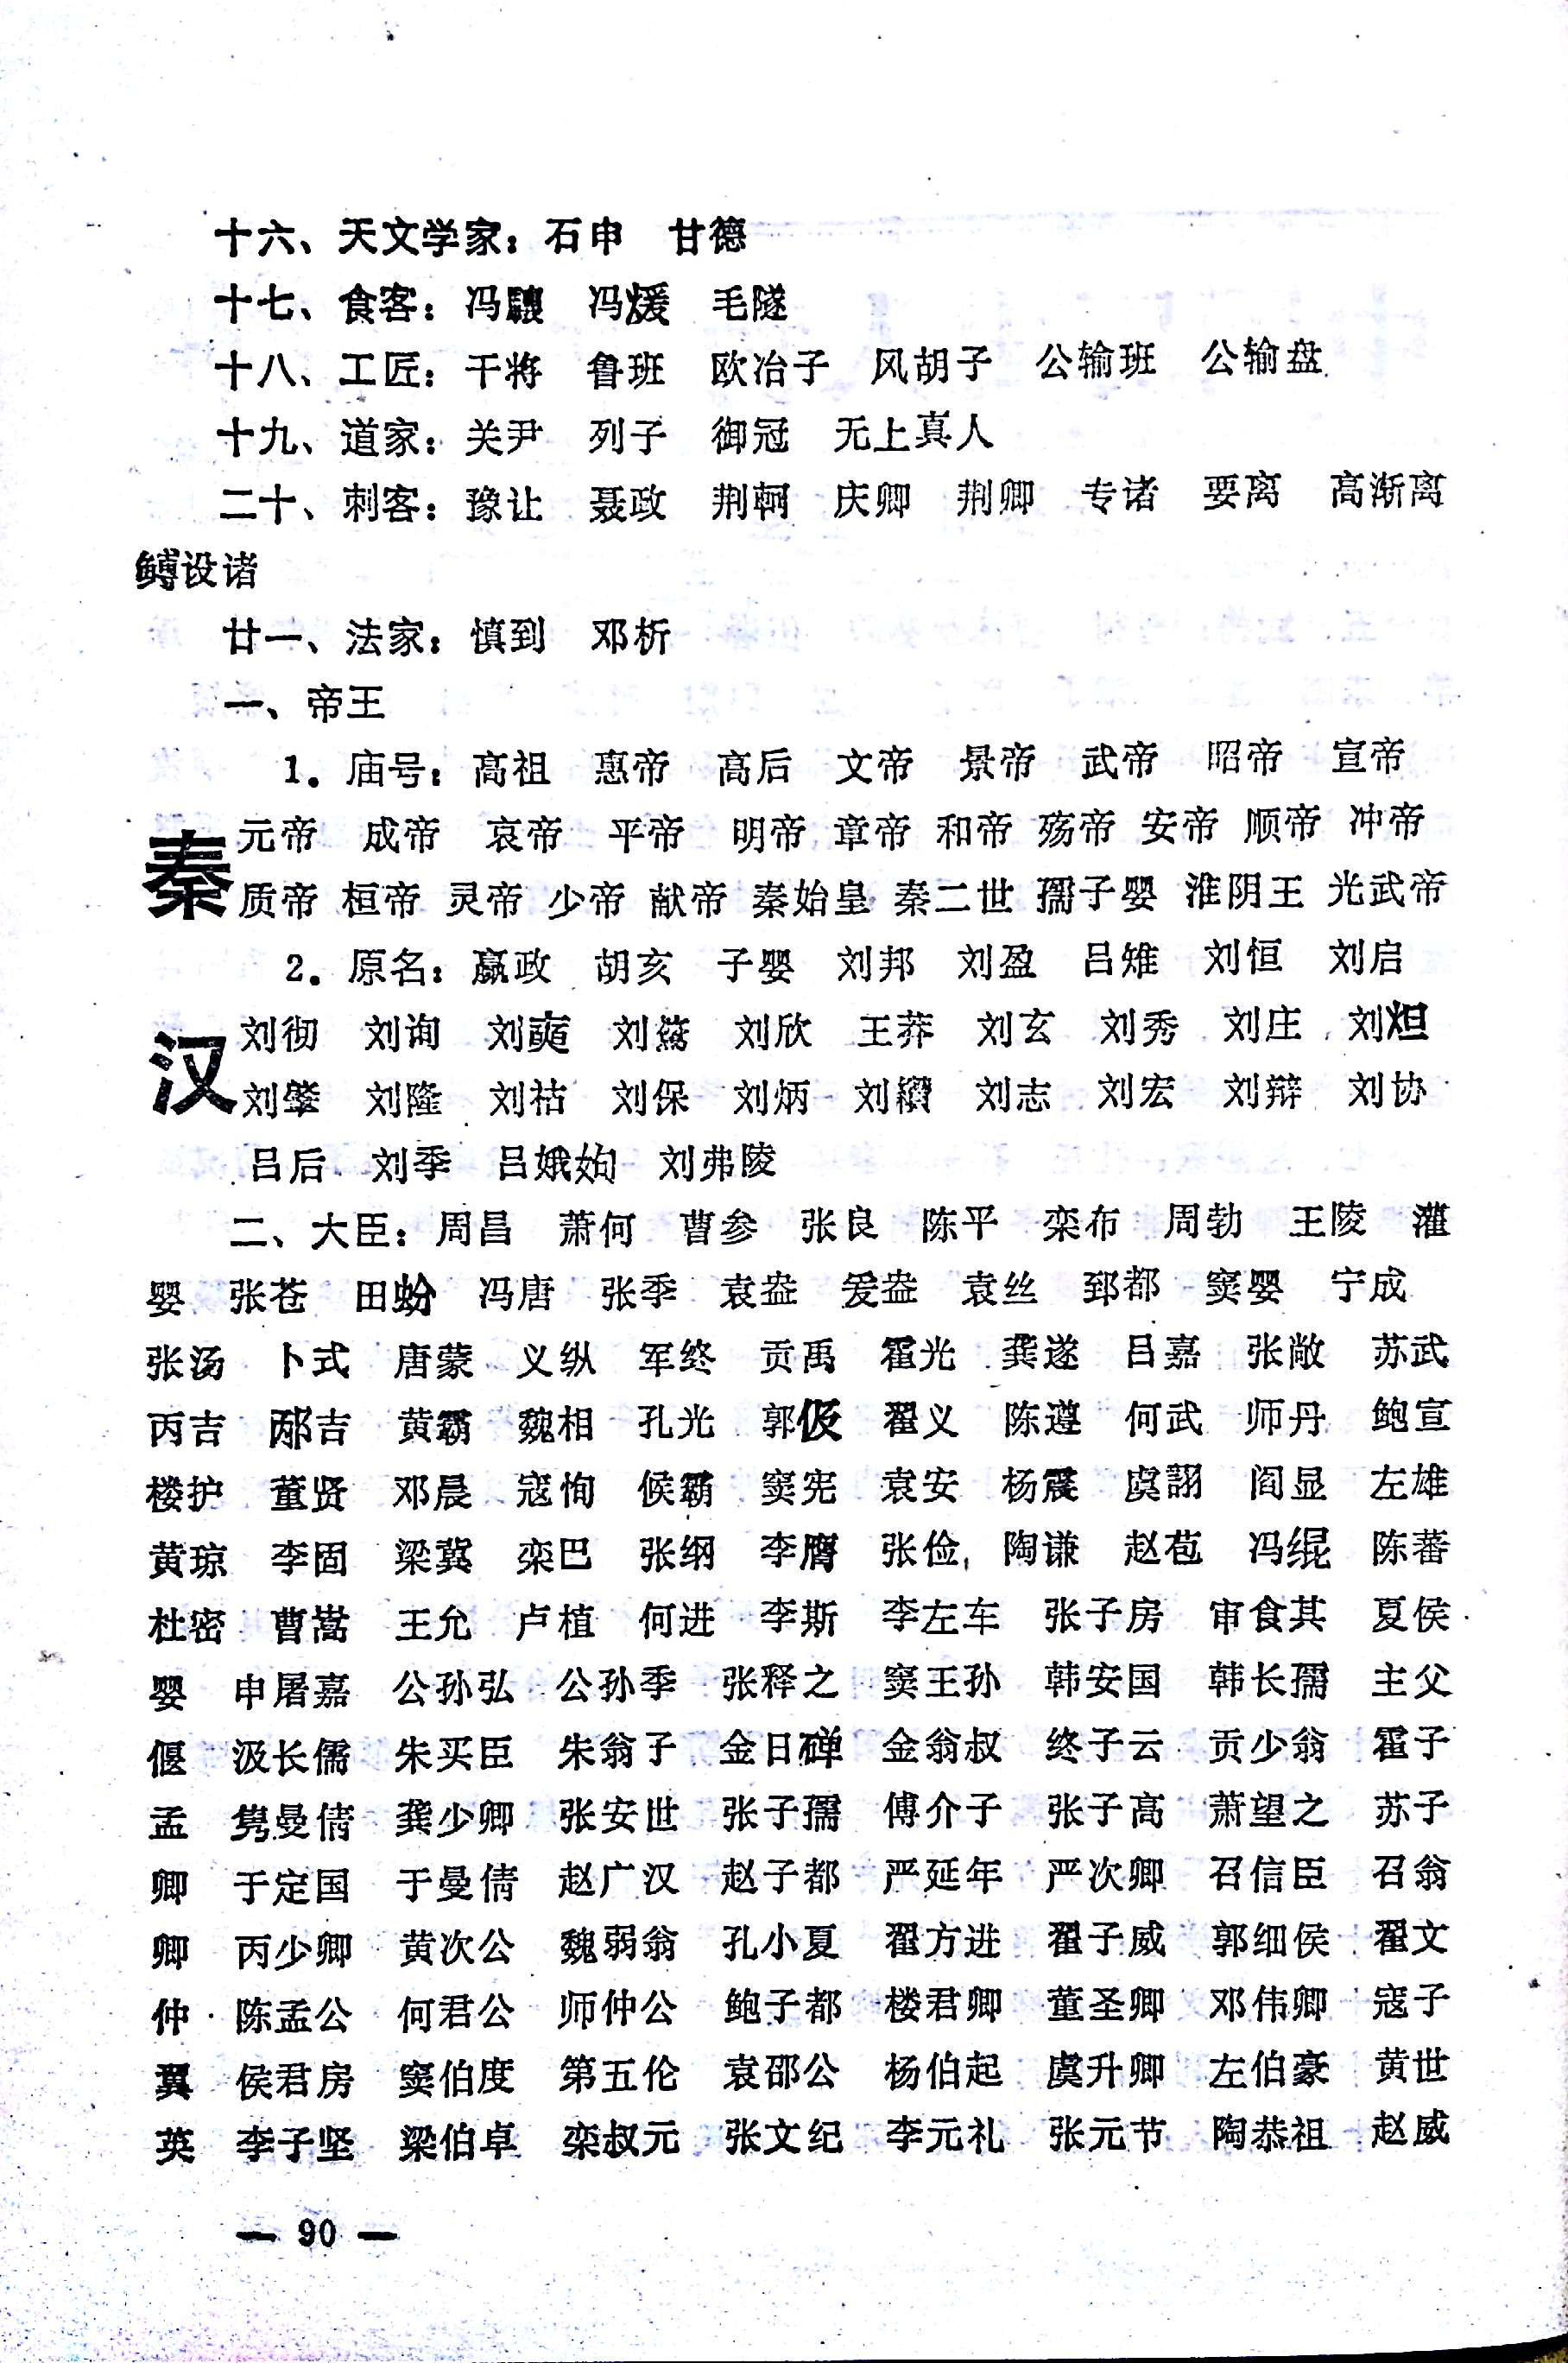 十六、天文学家：石申　甘德
十七、食客：冯驩　冯煖　毛隧
十八、工匠：干将　鲁班　欧冶子　风胡子　公输班　公输盘
十九、道家：关尹　列子　御冠　无上真人
二十、刺客：豫让　聂政　荆轲　庆卿　荆卿　专诸　要离　高渐离
鱄设诸
廿一、法家：慎到　邓析
一、帝王
1．庙号：高祖　惠帝　高后　文帝　景帝　武帝　昭帝　宣帝
元帝　成帝　哀帝　平帝　明帝　章帝　和帝　殇帝　安帝　顺帝　冲帝
秦
质帝　桓帝　灵帝　少帝　献帝　秦始皇　秦二世　孺子婴　淮阴王　光武帝
2．原名：嬴政　胡亥　子婴　刘邦　刘盈　吕雉　刘恒　刘启
刘彻　刘询　刘奭　刘骜　刘欣　王莽　刘玄　刘秀　刘庄　刘炟
汉
刘肇　刘隆　刘祜　刘保　刘炳　刘缵　刘志　刘宏　刘辩　刘协
吕后　刘季　吕娥姁　刘弗陵
二、大臣：周昌　萧何　曹参　张良　陈平　栾布　周勃　王陵　灌
婴　张苍　田蚡　冯唐　张季　袁盎　爰盎　袁丝　郅都　窦婴　宁成
张汤　卜式　唐蒙　义纵　军终　贡禹　霍光　龚遂　吕嘉　张敞　苏武
丙吉　邴吉　黄霸　魏相　孔光　郭伋　翟义　陈遵　何武　师丹　鲍宣
楼护　董贤　邓晨　寇恂　侯霸　窦宪　袁安　杨震　虞詡　阎显　左雄
黄琼　李固　梁冀　栾巴　张纲　李膺　张俭　陶谦　赵苞　冯绲　陈蕃
杜密　曹嵩　王允　卢植　何进　李斯　李左车　张子房　审食其　夏侯
婴　申屠嘉　公孙弘　公孙季　张释之　窦王孙　韩安国　韩长孺　主父
偃　汲长儒　朱买臣　朱翁子　金日磾　金翁叔　终子云　贡少翁　霍子
孟　隽曼倩　龚少卿　张安世　张子孺　傅介子　张子高　萧望之　苏子
卿　于定国　于曼倩　赵广汉　赵子都　严延年　严次卿　召信臣　召翁
卿　丙少卿　黄次公　魏弱翁　孔小夏　翟方进　翟子威　郭细侯　翟文
仲　陈孟公　何君公　师仲公　鲍子都　楼君卿　董圣卿　邓伟卿　寇子
翼　侯君房　窦伯度　第五伦　袁邵公　杨伯起　虞升卿　左伯豪　黄世
英　李子坚　梁伯卓　栾叔元　张文纪　李元礼　张元节　陶恭祖　赵威
— 90 —